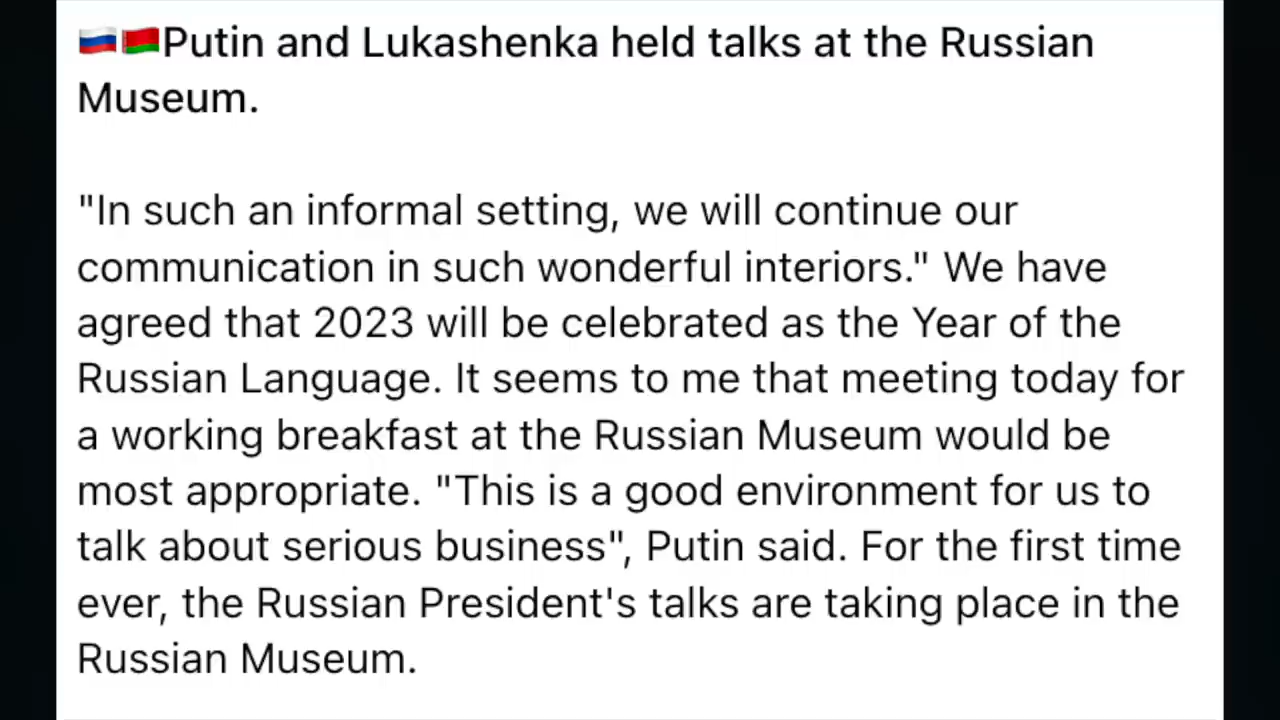 🇷🇺🇧🇾Putin and Lukashenka held talks at the Russian
Museum.
"In such an informal setting, we will continue our
communication in such wonderful interiors." We have
agreed that 2023 will be celebrated as the Year of the
Russian Language. It seems to me that meeting today for
a working breakfast at the Russian Museum would be
most appropriate. "This is a good environment for us to
talk about serious business", Putin said. For the first time
ever, the Russian President's talks are taking place in the
Russian Museum.